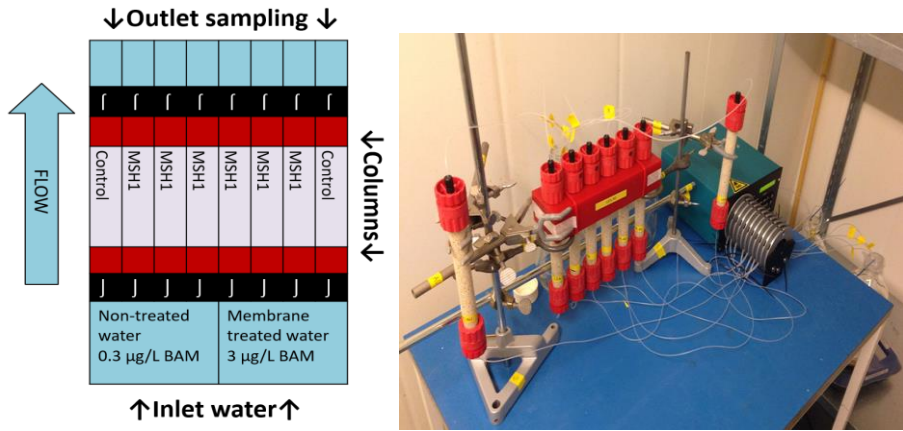 ↓Outlet sampling ↓
FLOW
Control
MSH1
MSH1
MSH1
MSH1
MSH1
MSH1
Control
↓Columns↓
Non-treated
water
0.3 µg/L BAM
Membrane
treated water
3 µg/L BAM
↑Inlet water↑